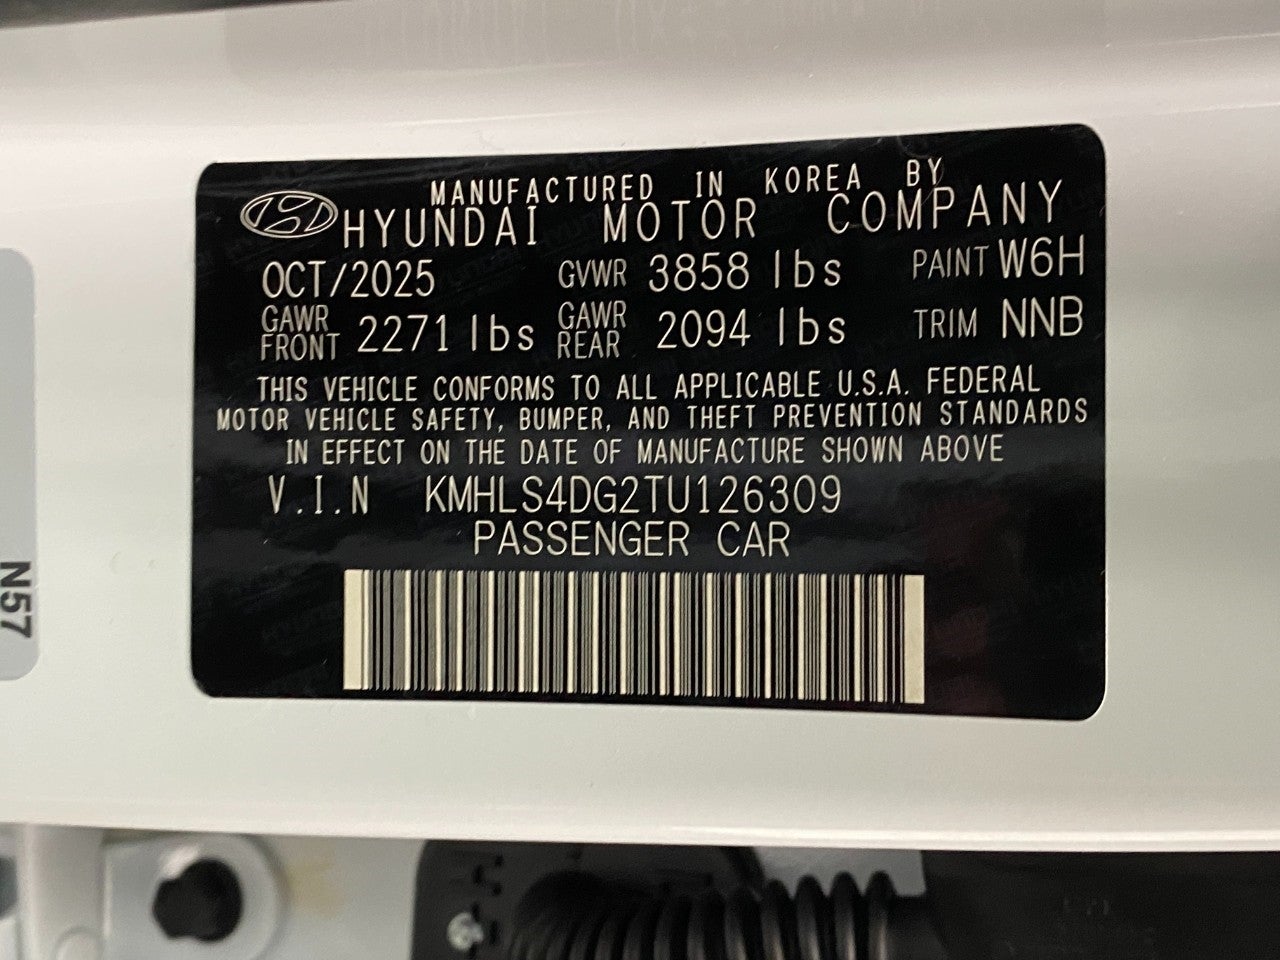 MANUFACTURED IN KOREA BY
HYUNDAI MOTOR COMPANY
OCT/2025 GVWR 3858 lbs PAINT W6H
GAWR FRONT 2271 lbs GAWR REAR 2094 lbs TRIM NNB
THIS VEHICLE CONFORMS TO ALL APPLICABLE U.S.A. FEDERAL
MOTOR VEHICLE SAFETY, BUMPER, AND THEFT PREVENTION STANDARDS
IN EFFECT ON THE DATE OF MANUFACTURE SHOWN ABOVE
V.I.N KMHLS4DG2TU126309
PASSENGER CAR
N57